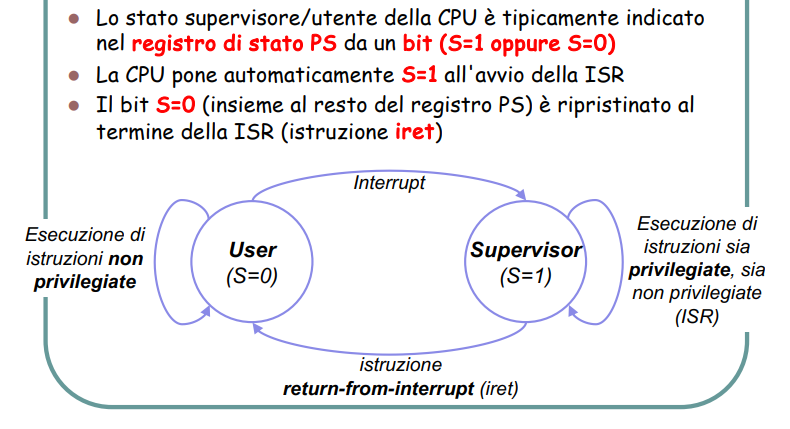 ● Lo stato supervisore/utente della CPU è tipicamente indicato
nel registro di stato PS da un bit (S=1 oppure S=0)
● La CPU pone automaticamente S=1 all'avvio della ISR
● Il bit S=0 (insieme al resto del registro PS) è ripristinato al
termine della ISR (istruzione iret)
Interrupt
Esecuzione di
istruzioni non
privilegiate
User
(S=0)
Supervisor
(S=1)
Esecuzione di
istruzioni sia
privilegiate, sia
non privilegiate
(ISR)
istruzione
return-from-interrupt (iret)